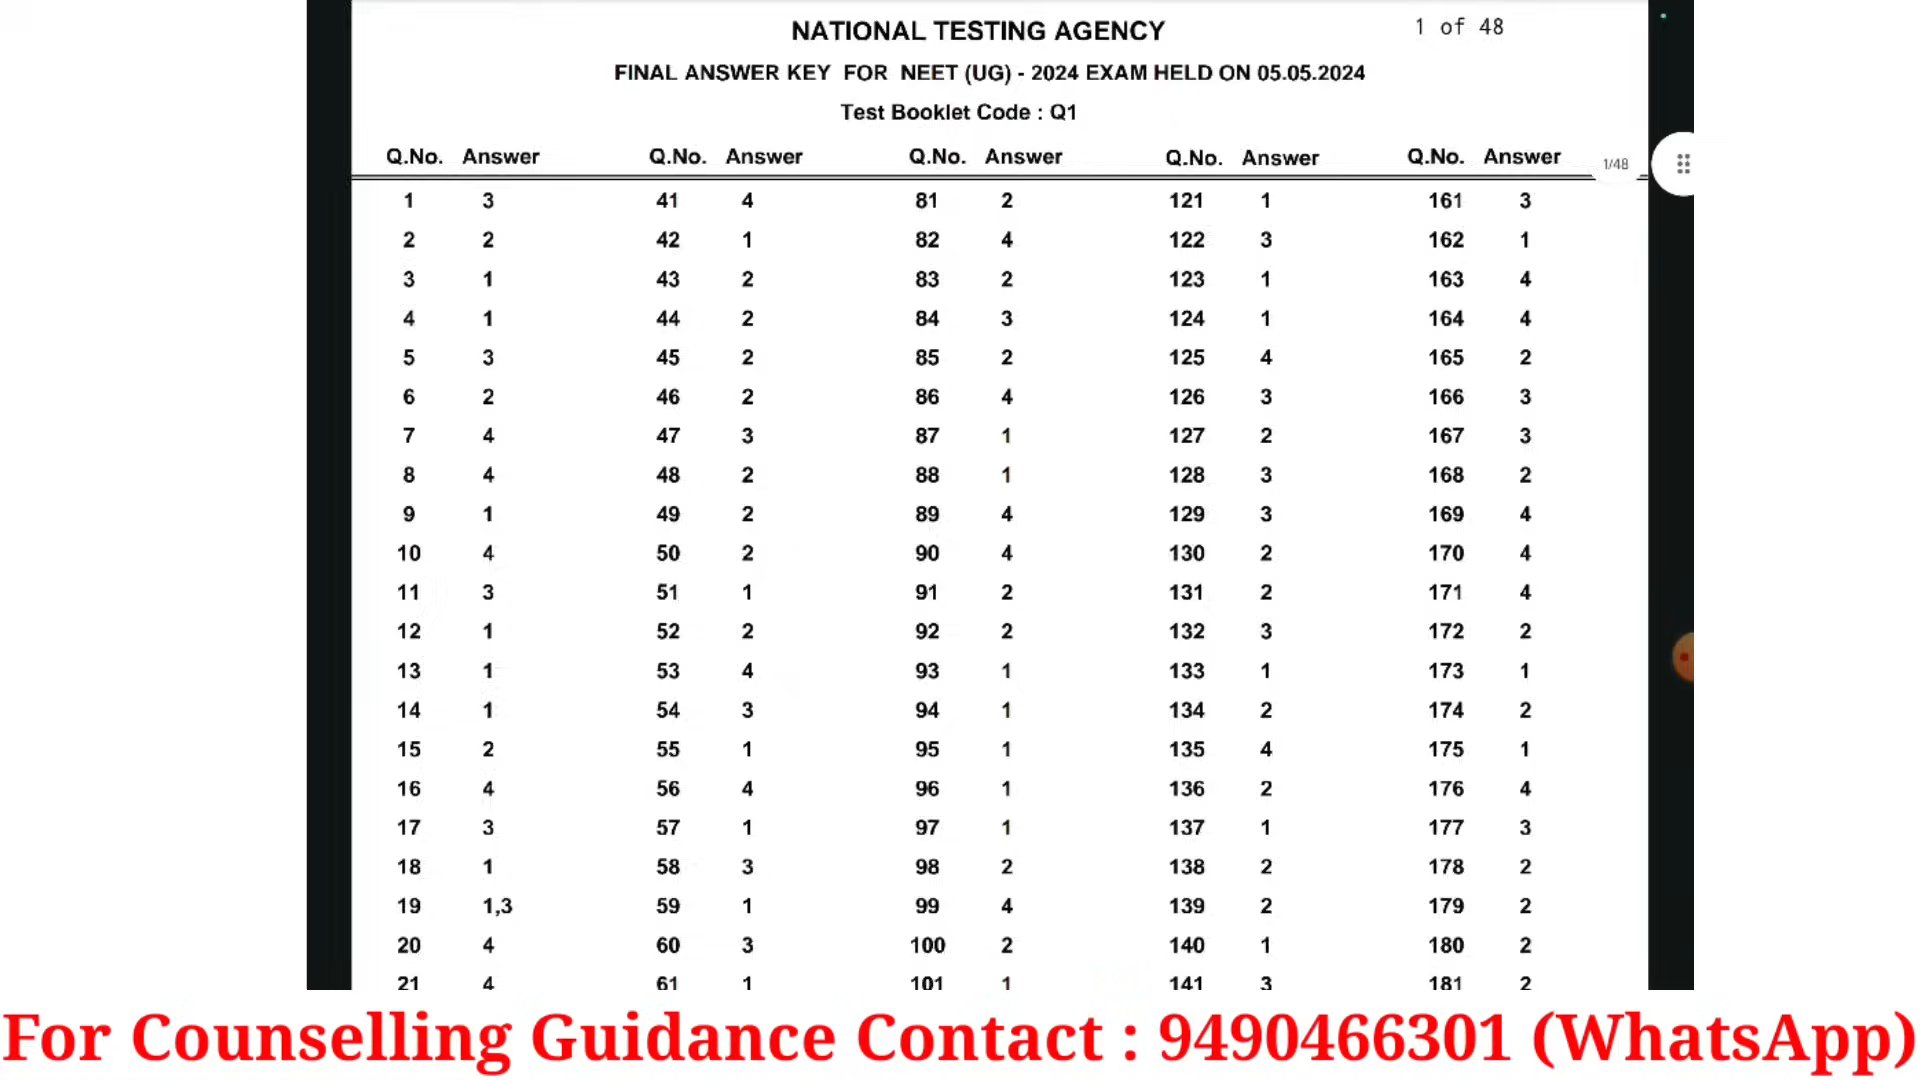 NATIONAL TESTING AGENCY 1 of 48
FINAL ANSWER KEY FOR NEET (UG) - 2024 EXAM HELD ON 05.05.2024
Test Booklet Code : Q1
Q.No. Answer Q.No. Answer Q.No. Answer Q.No. Answer Q.No. Answer 1/48
1 3 41 4 81 2 121 1 161 3
2 2 42 1 82 4 122 3 162 1
3 1 43 2 83 2 123 1 163 4
4 1 44 2 84 3 124 1 164 4
5 3 45 2 85 2 125 4 165 2
6 2 46 2 86 4 126 3 166 3
7 4 47 3 87 1 127 2 167 3
8 4 48 2 88 1 128 3 168 2
9 1 49 2 89 4 129 3 169 4
10 4 50 2 90 4 130 2 170 4
11 3 51 1 91 2 131 2 171 4
12 1 52 2 92 2 132 3 172 2
13 1 53 4 93 1 133 1 173 1
14 1 54 3 94 1 134 2 174 2
15 2 55 1 95 1 135 4 175 1
16 4 56 4 96 1 136 2 176 4
17 3 57 1 97 1 137 1 177 3
18 1 58 3 98 2 138 2 178 2
19 1,3 59 1 99 4 139 2 179 2
20 4 60 3 100 2 140 1 180 2
21 4 61 1 101 1 141 3 181 2
For Counselling Guidance Contact : 9490466301 (WhatsApp)